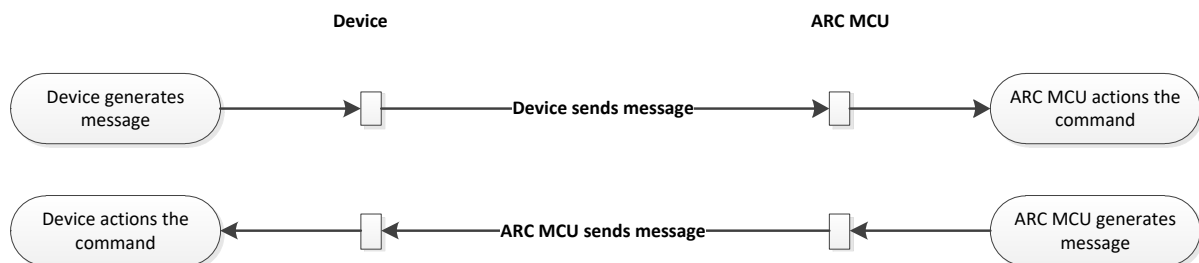 Device
ARC MCU
Device generates
message
Device sends message
ARC MCU actions the
command
Device actions the
command
ARC MCU sends message
ARC MCU generates
message